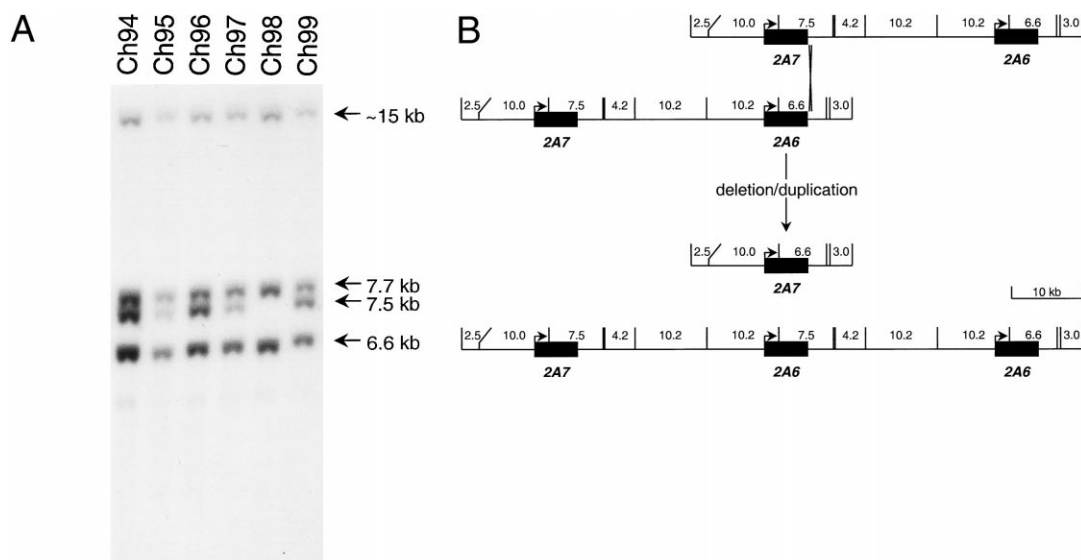 A
Ch94 Ch95 Ch96 Ch97 Ch98 Ch99
~15 kb
7.7 kb
7.5 kb
6.6 kb
B
2.5 10.0 7.5 4.2 10.2 10.2 6.6 3.0
2A7 2A6
2.5 10.0 7.5 4.2 10.2 10.2 6.6 3.0
2A7 2A6
deletion/duplication
2.5 10.0 6.6 3.0
2A7
10 kb
2.5 10.0 7.5 4.2 10.2 10.2 7.5 4.2 10.2 10.2 6.6 3.0
2A7 2A6 2A6